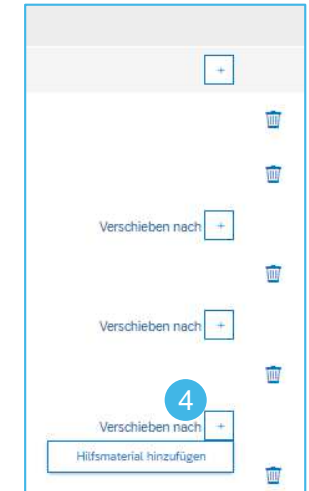 +
Verschieben nach +
Verschieben nach +
4
Verschieben nach +
Hilfsmaterial hinzufügen